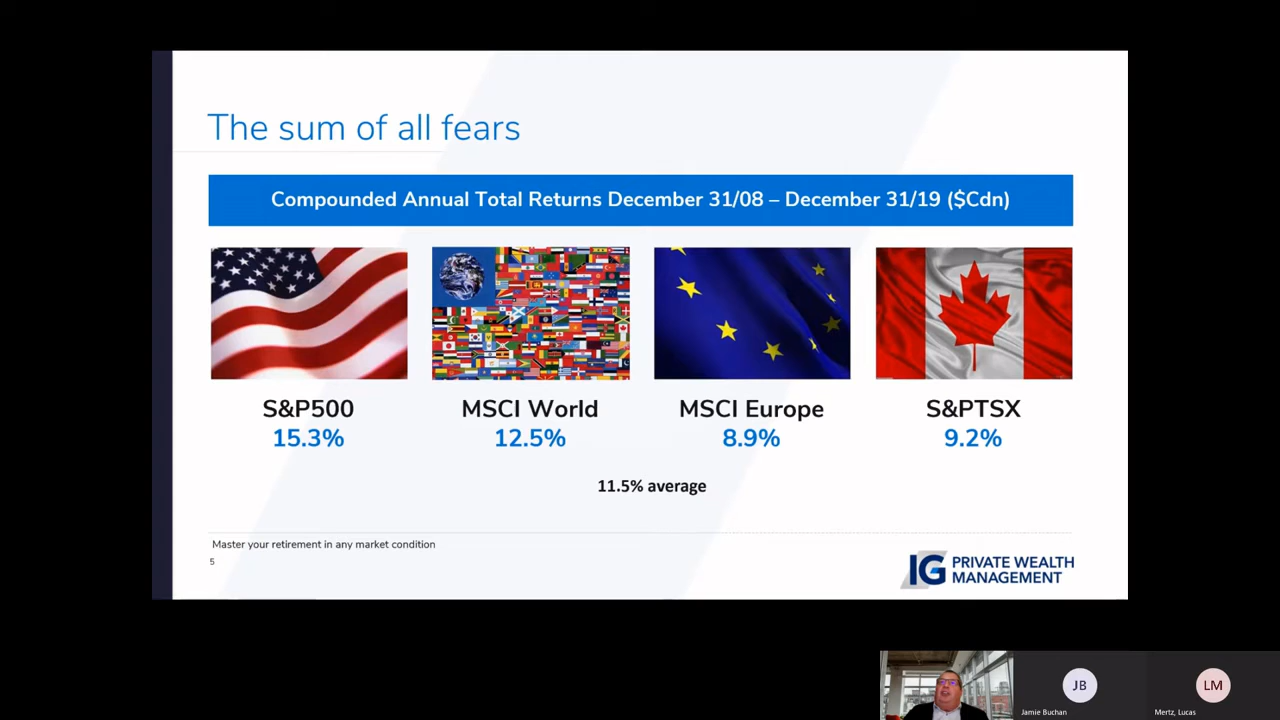 The sum of all fears
Compounded Annual Total Returns December 31/08 – December 31/19 ($Cdn)
S&P500
15.3%
MSCI World
12.5%
MSCI Europe
8.9%
S&PTSX
9.2%
11.5% average
Master your retirement in any market condition
5
IG PRIVATE WEALTH
MANAGEMENT
JB
Jamie Buchan
LM
Mertz, Lucas